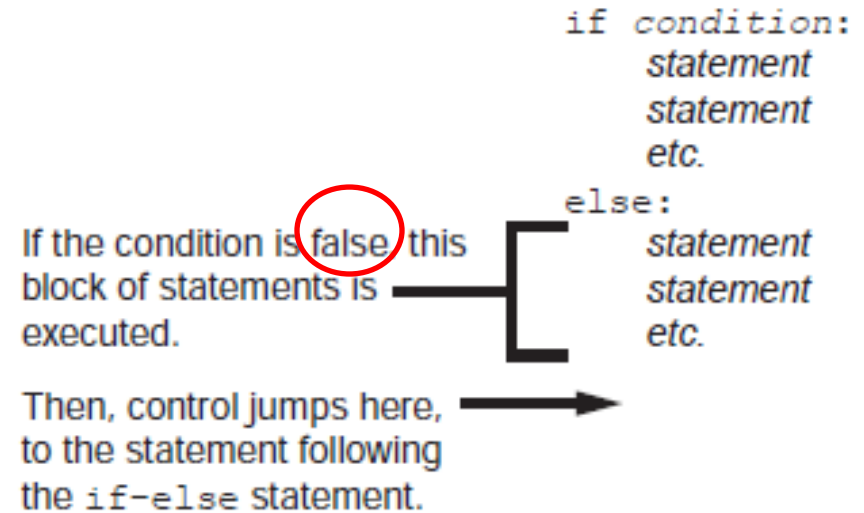 if condition:
statement
statement
etc.
else:
If the condition is false, this
block of statements is
executed.
statement
statement
etc.
Then, control jumps here,
to the statement following
the if-else statement.